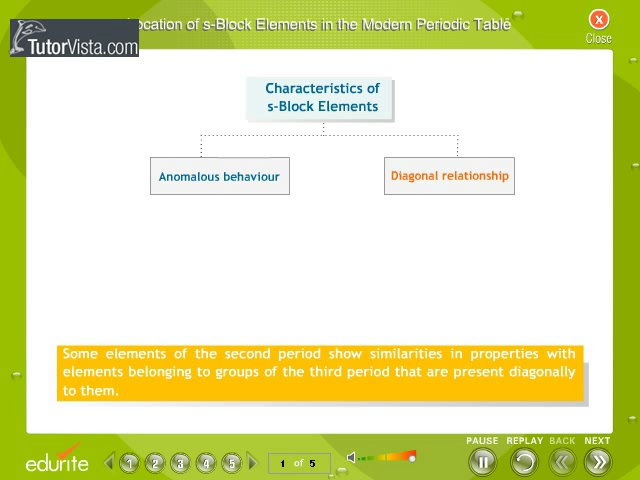 Location of s-Block Elements in the Modern Periodic Table
TutorVista.com
Close
Characteristics of
s-Block Elements
Anomalous behaviour
Diagonal relationship
Some elements of the second period show similarities in properties with
elements belonging to groups of the third period that are present diagonally
to them.
PAUSE REPLAY BACK NEXT
edurite 1 2 3 4 5 1 of 5